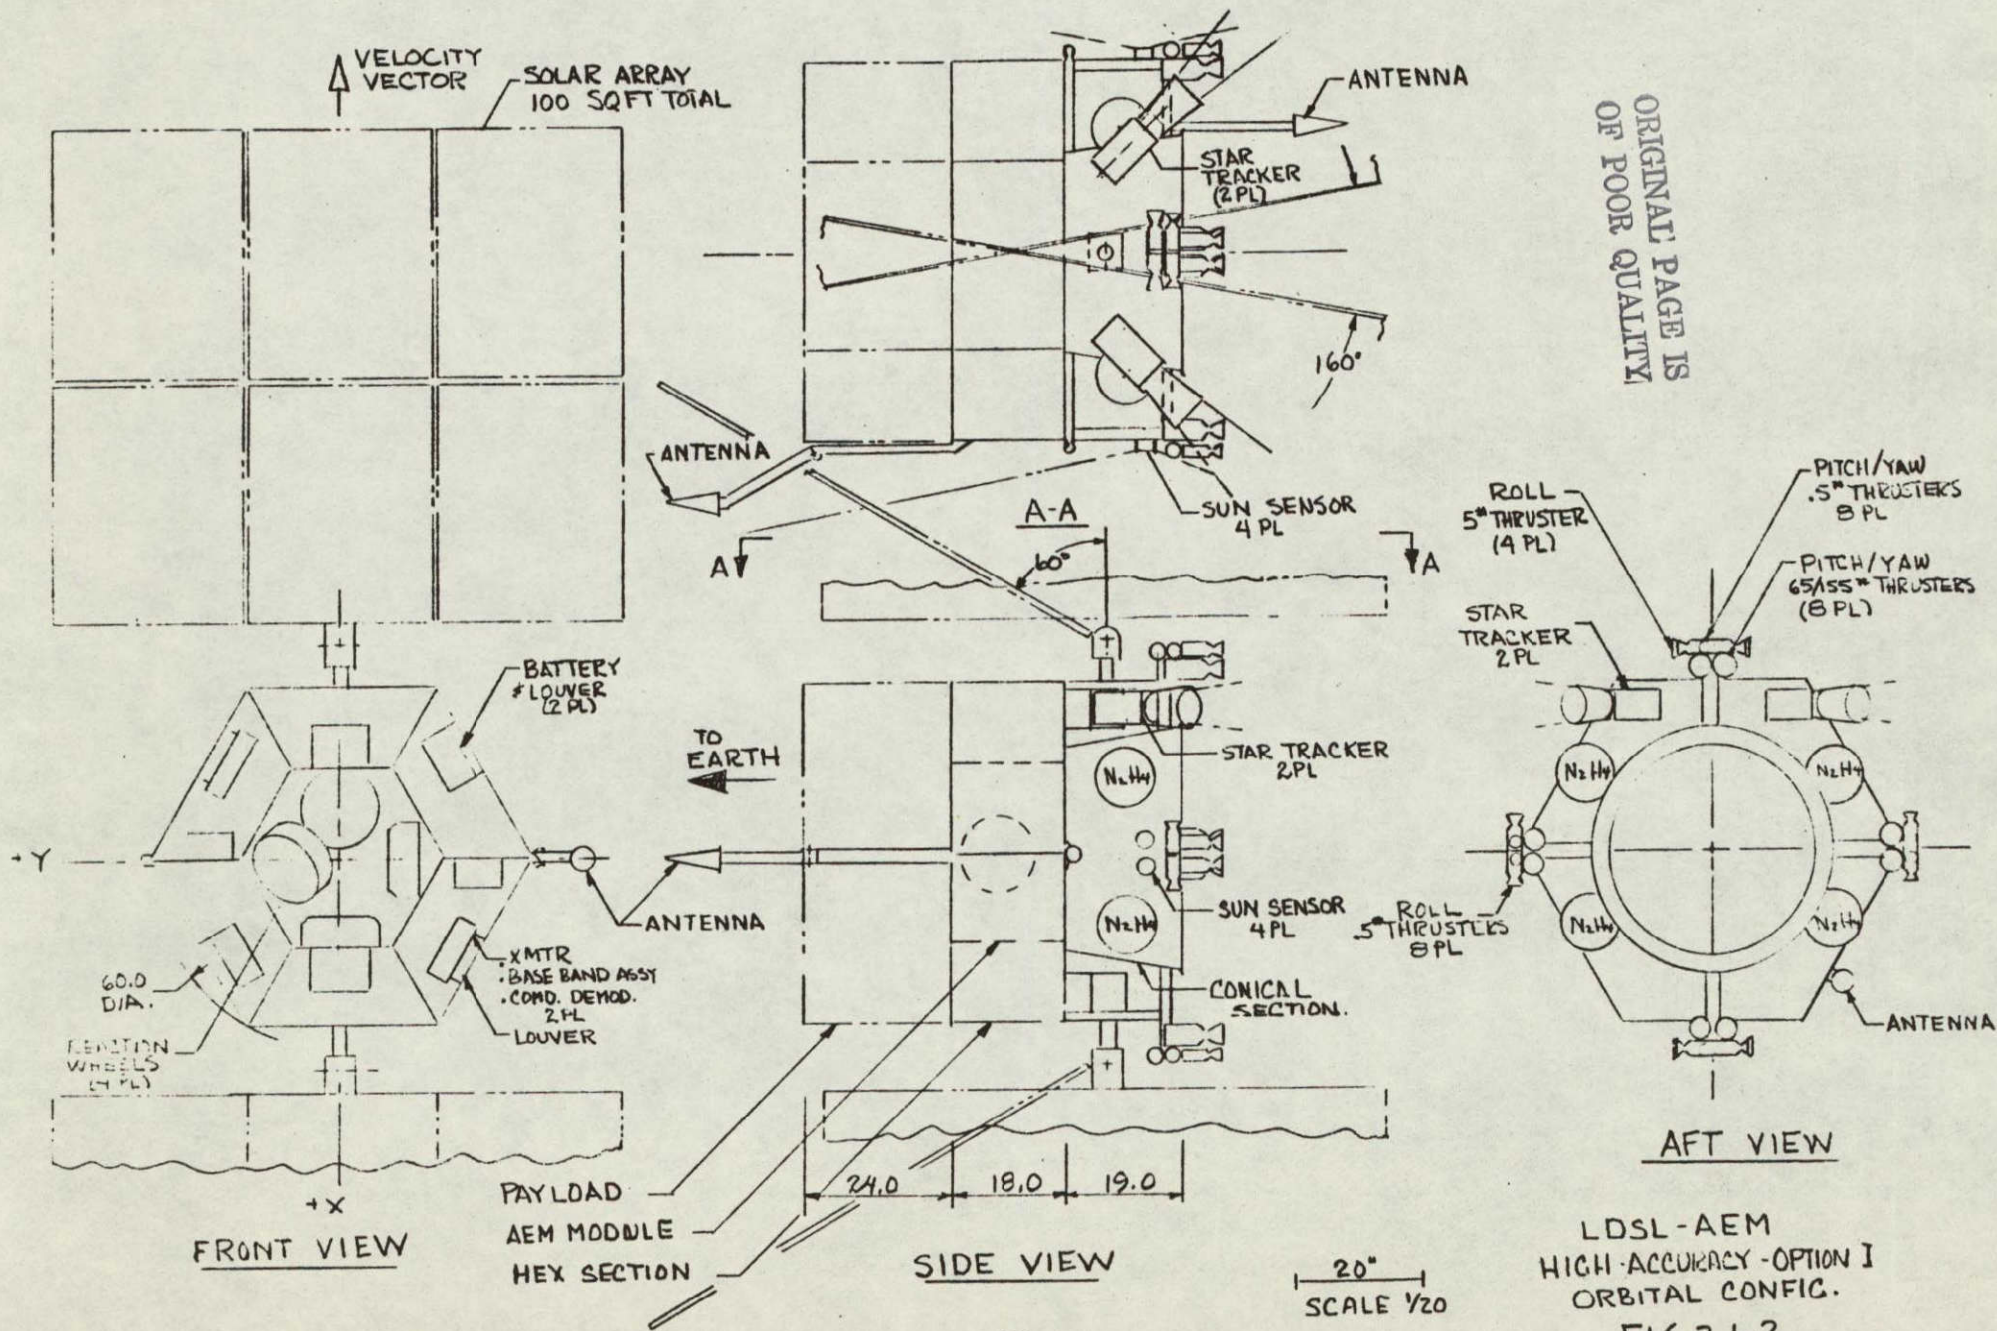 VELOCITY
VECTOR
SOLAR ARRAY
100 SQFT TOTAL
ANTENNA
STAR
TRACKER
(2 PL)
160°
ORIGINAL PAGE IS
OF POOR QUALITY
ANTENNA
SUN SENSOR
4 PL
A-A
A
A
60°
ROLL
5# THRUSTER
(4 PL)
PITCH/YAW
.5# THRUSTERS
8 PL
PITCH/YAW
65/155# THRUSTERS
(8 PL)
STAR
TRACKER
2 PL
BATTERY
& LOUVER
(2 PL)
TO
EARTH
STAR TRACKER
2PL
N2H4
N2H4
N2H4
N2H4
N2H4
N2H4
+Y
ANTENNA
SUN SENSOR
4PL
ROLL
.5# THRUSTERS
8 PL
60.0
DIA.
XMTR
.BASE BAND ASSY
.COMD. DEMOD.
2 PL
LOUVER
CONICAL
SECTION.
ANTENNA
REACTION
WHEELS
(4 PL)
AFT VIEW
+X
PAYLOAD
24.0
18.0
19.0
AEM MODULE
HEX SECTION
FRONT VIEW
SIDE VIEW
20"
SCALE 1/20
LDSL-AEM
HIGH-ACCURACY-OPTION I
ORBITAL CONFIG.